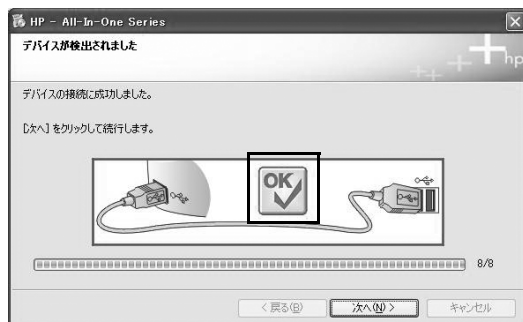 HP - All-In-One Series
デバイスが検出されました
hp
デバイスの接続に成功しました。
[次へ] をクリックして続行します。
OK
8/8
< 戻る(B)
次へ(N) >
キャンセル